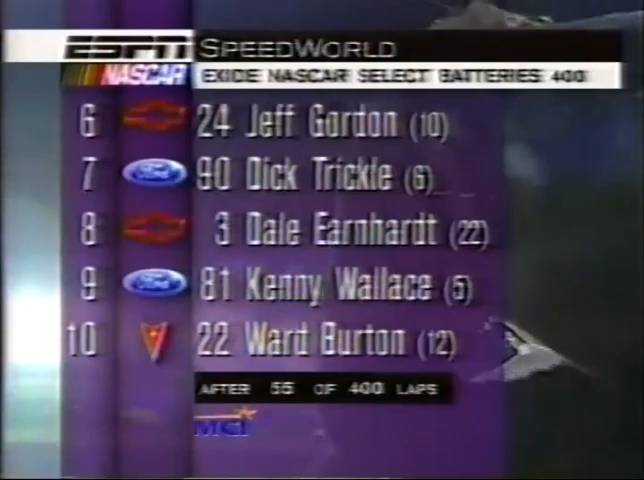 ESPN SPEEDWORLD
NASCAR EXIDE NASCAR SELECT BATTERIES 400
6 24 Jeff Gordon (10)
7 Ford 90 Dick Trickle (6)
8 3 Dale Earnhardt (22)
9 Ford 81 Kenny Wallace (5)
10 22 Ward Burton (12)
AFTER 55 OF 400 LAPS
MCI